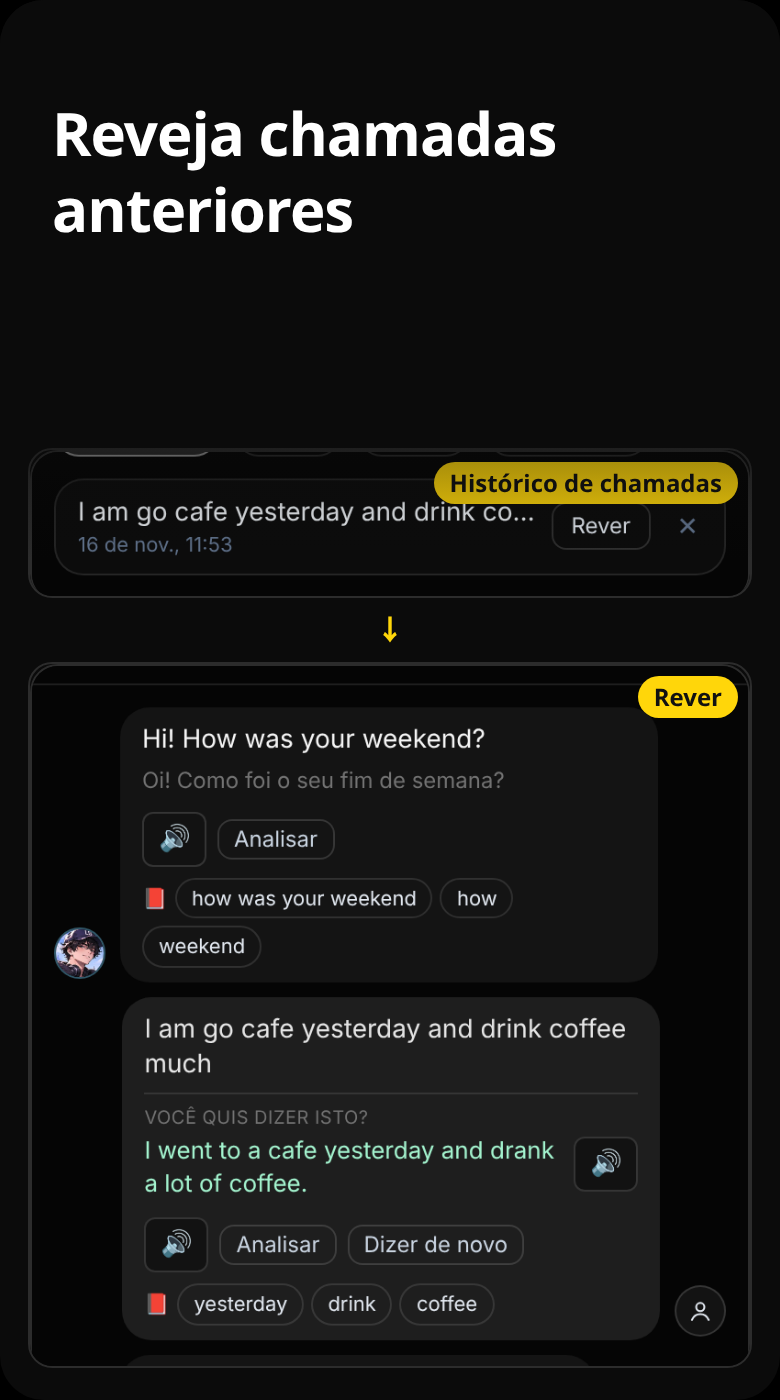 Reveja chamadas
anteriores
Histórico de chamadas
I am go cafe yesterday and drink co...
16 de nov., 11:53
Rever
✕
↓
Rever
Hi! How was your weekend?
Oi! Como foi o seu fim de semana?
Analisar
how was your weekend
how
weekend
I am go cafe yesterday and drink coffee
much
VOCÊ QUIS DIZER ISTO?
I went to a cafe yesterday and drank
a lot of coffee.
Analisar
Dizer de novo
yesterday
drink
coffee